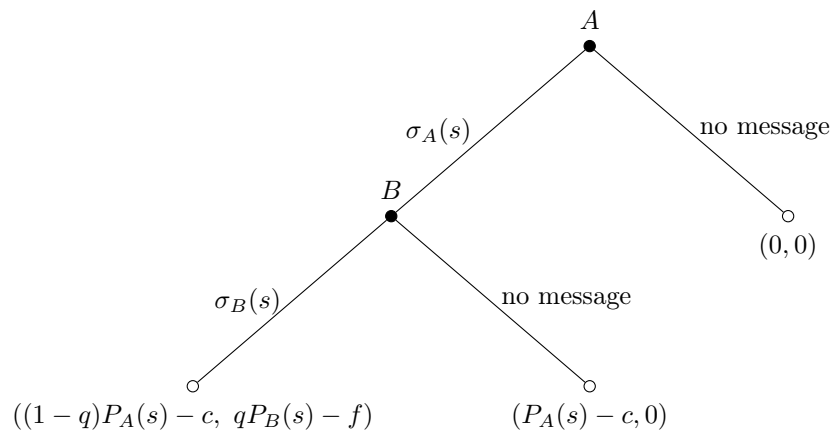 A
σ_A(s)
no message
B
(0, 0)
σ_B(s)
no message
((1 − q)P_A(s) − c, qP_B(s) − f)
(P_A(s) − c, 0)